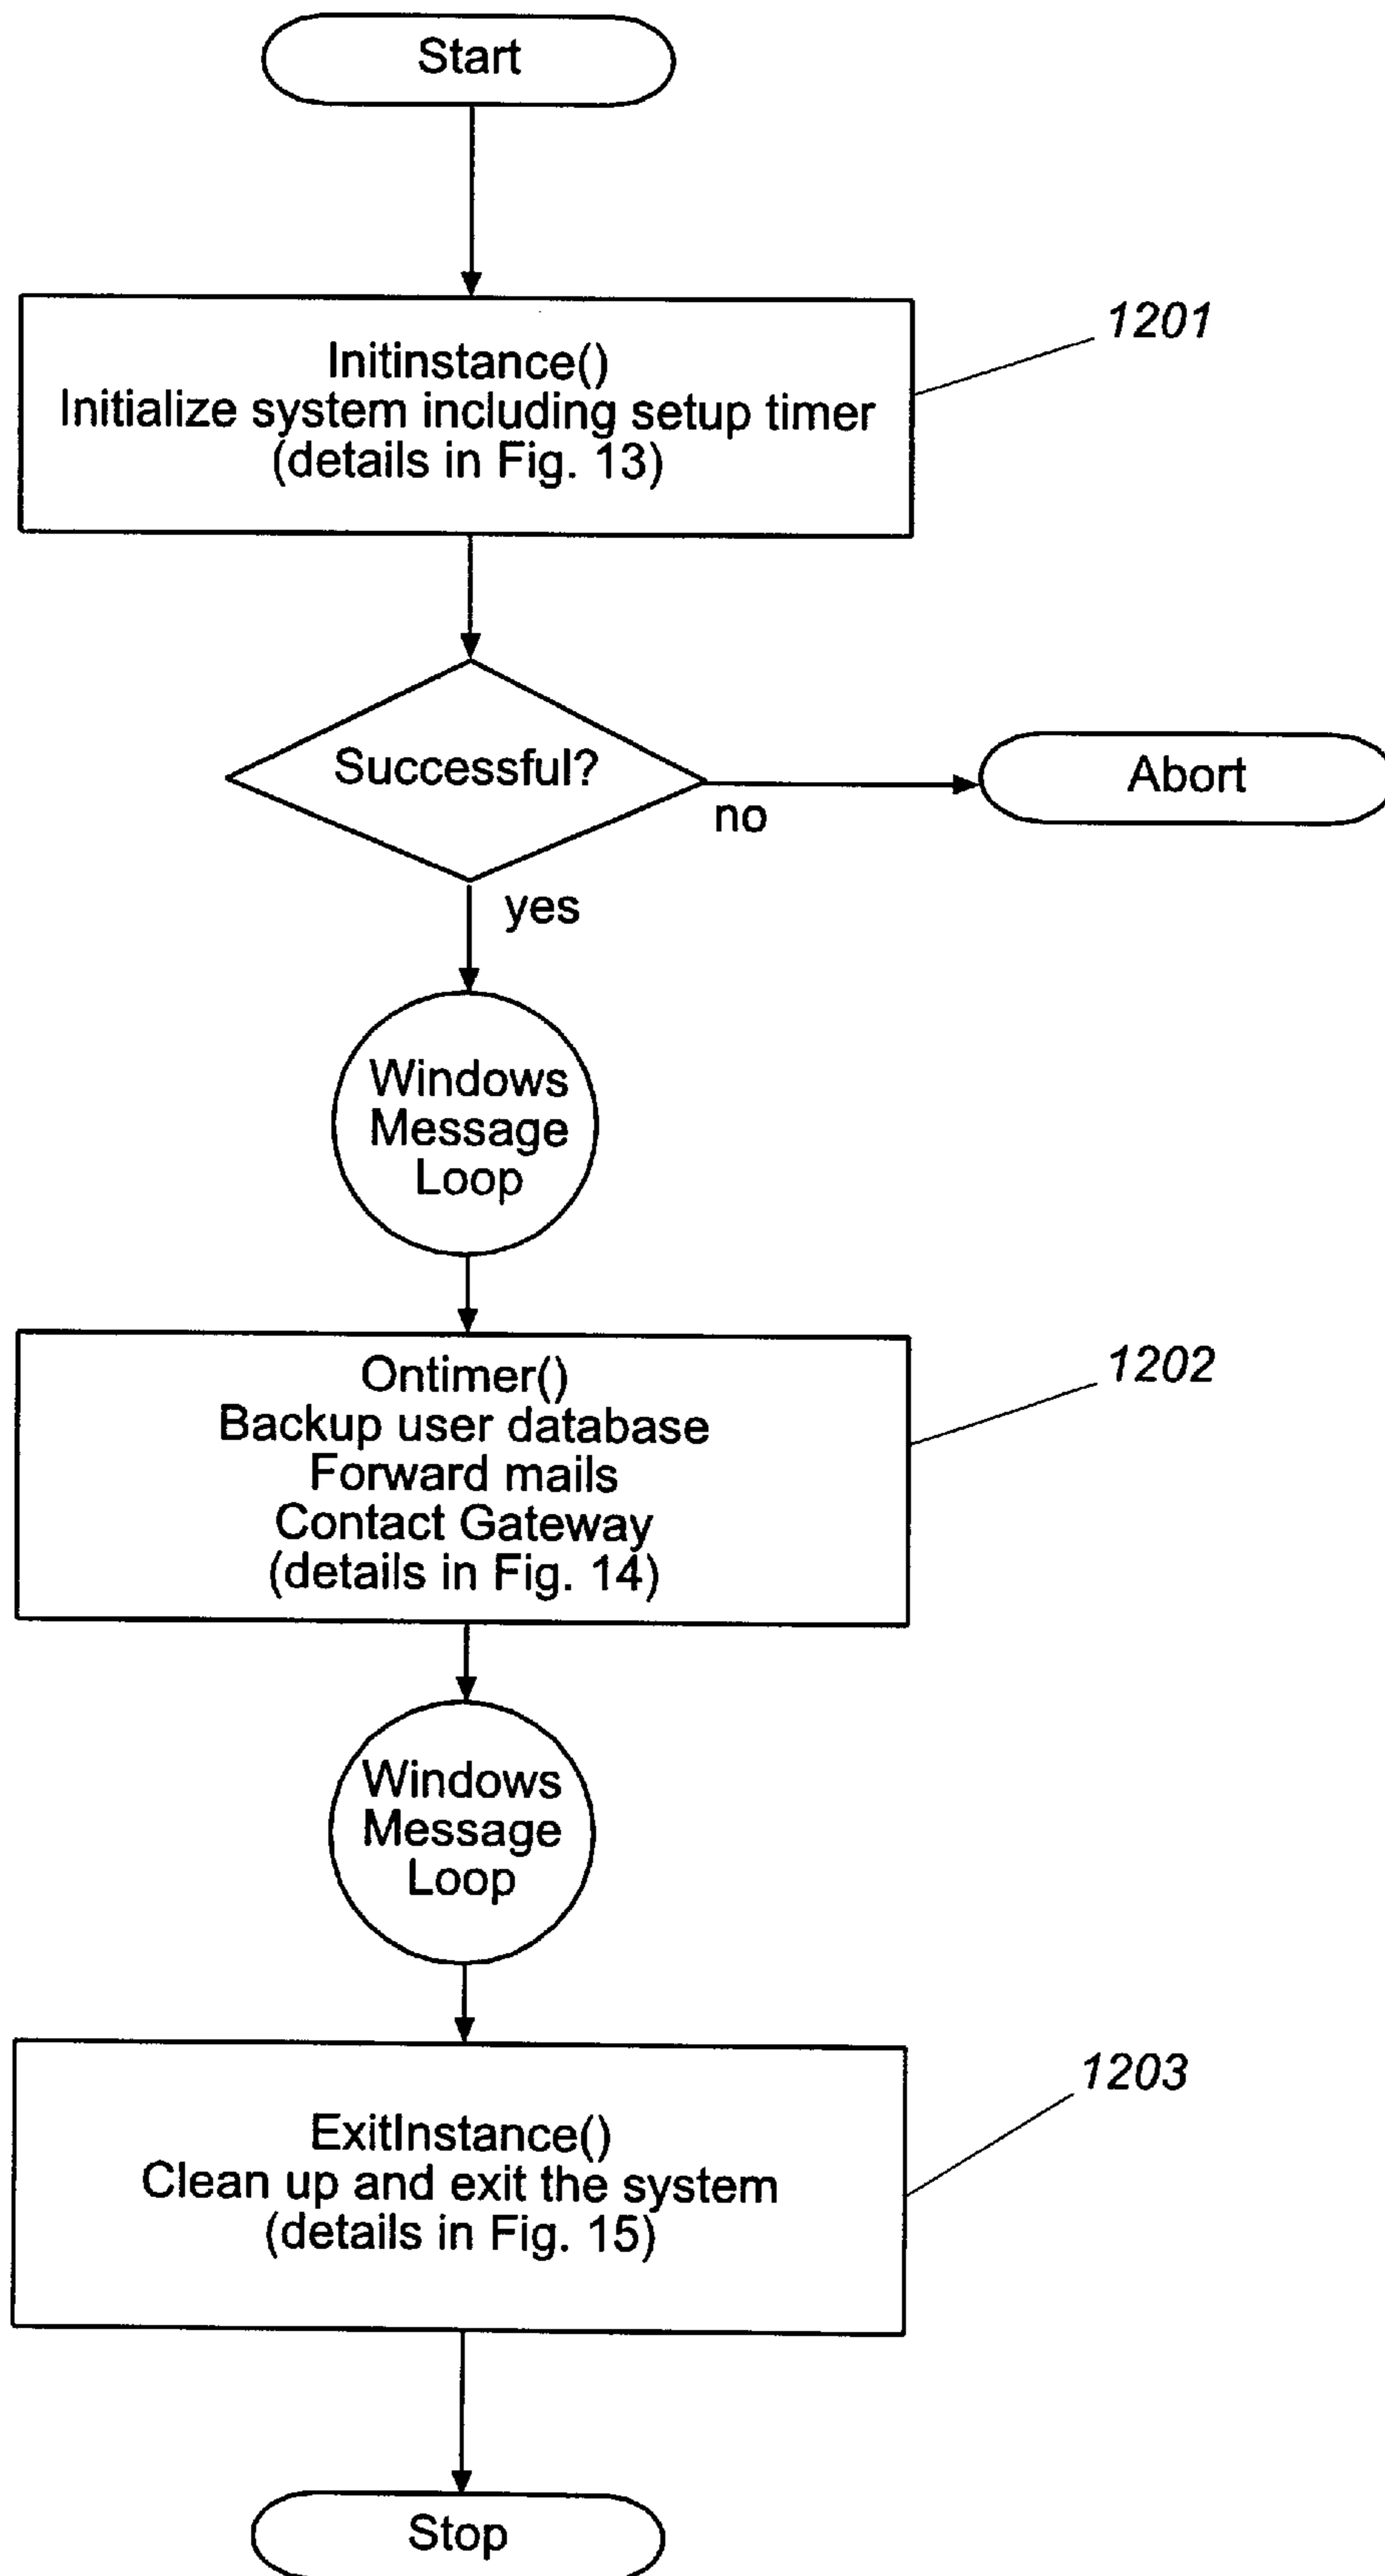 Start
Initinstance()
Initialize system including setup timer
(details in Fig. 13)
1201
Successful?
no
Abort
yes
Windows
Message
Loop
Ontimer()
Backup user database
Forward mails
Contact Gateway
(details in Fig. 14)
1202
Windows
Message
Loop
ExitInstance()
Clean up and exit the system
(details in Fig. 15)
1203
Stop